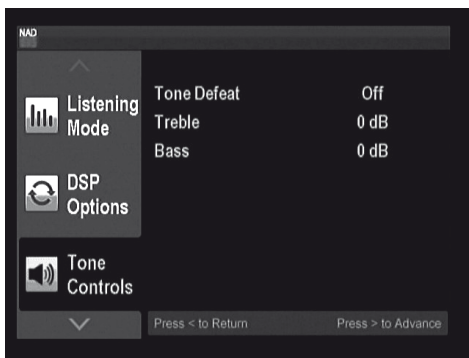 NAD
Listening
Mode
DSP
Options
Tone
Controls
Tone Defeat Off
Treble 0 dB
Bass 0 dB
Press < to Return Press > to Advance